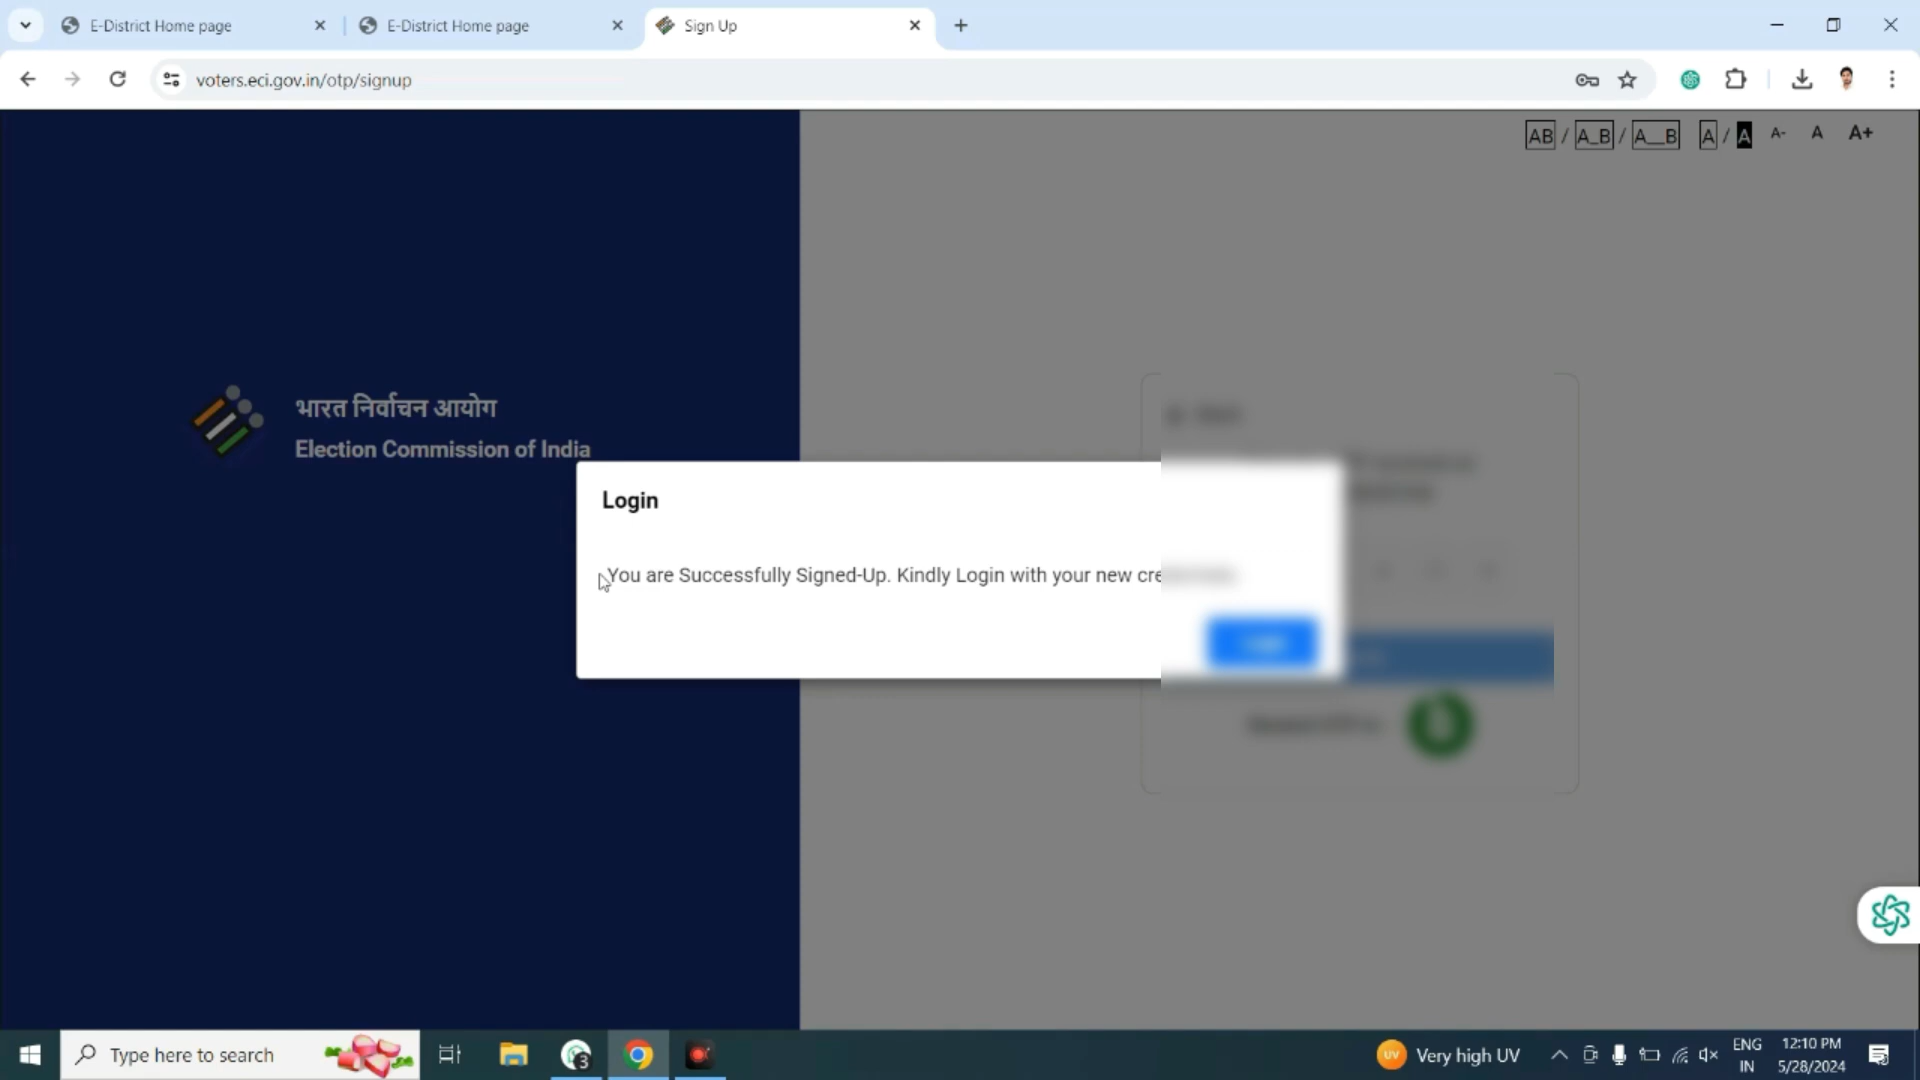 E-District Home page
E-District Home page
Sign Up
voters.eci.gov.in/otp/signup
AB / A_B / A__B A / A A- A A+
भारत निर्वाचन आयोग
Election Commission of India
Login
You are Successfully Signed-Up. Kindly Login with your new
Type here to search
3
UV
Very high UV
ENG
IN
12:10 PM
5/28/2024